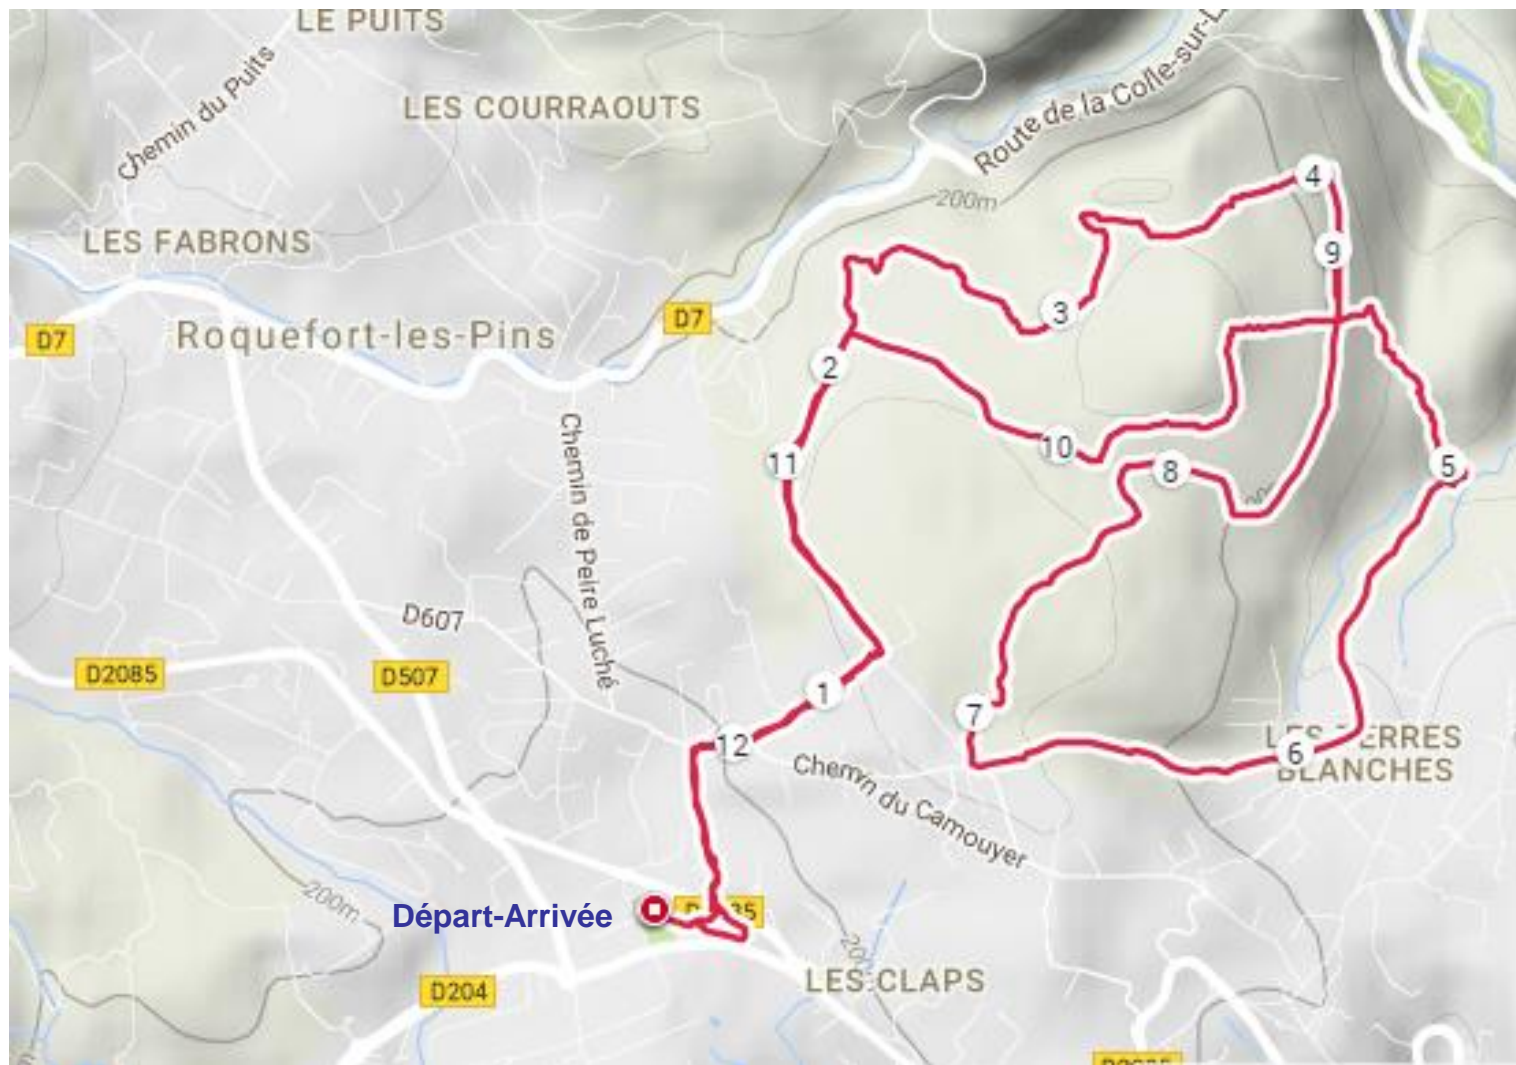 LE PUITS
Chemin du Puits
LES COURRAOUTS
Route de la Colle-sur-L
4
200m
LES FABRONS
9
3
D7
D7
Roquefort-les-Pins
2
10
11
8
5
Chemin de Peire Luché
D607
D2085
D507
1
7
12
6
BLANCHES
Chemin du Camouyer
200m
Départ-Arrivée
LES CLAPS
D204